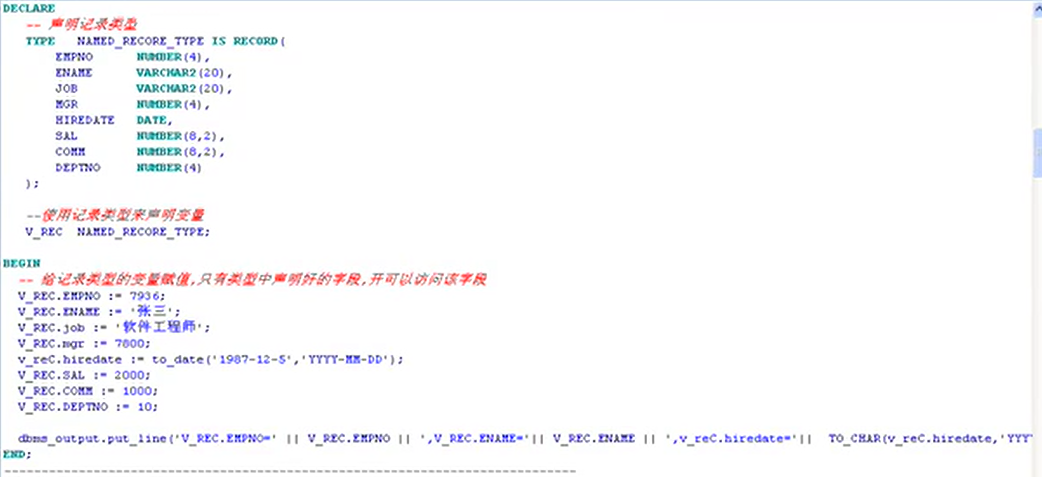 DECLARE
-- 声明记录类型
TYPE NAMED_RECORE_TYPE IS RECORD(
EMPNO NUMBER(4),
ENAME VARCHAR2(20),
JOB VARCHAR2(20),
MGR NUMBER(4),
HIREDATE DATE,
SAL NUMBER(8,2),
COMM NUMBER(8,2),
DEPTNO NUMBER(4)
);
--使用记录类型来声明变量
V_REC NAMED_RECORE_TYPE;
BEGIN
-- 给记录类型的变量赋值,只有类型中声明好的字段,开可以访问该字段
V_REC.EMPNO := 7936;
V_REC.ENAME := '张三';
V_REC.job := '软件工程师';
V_REC.mgr := 7800;
v_reC.hiredate := to_date('1987-12-5','YYYY-MM-DD');
V_REC.SAL := 2000;
V_REC.COMM := 1000;
V_REC.DEPTNO := 10;
dbms_output.put_line('V_REC.EMPNO=' || V_REC.EMPNO || ',V_REC.ENAME='|| V_REC.ENAME || ',v_reC.hiredate='|| TO_CHAR(v_reC.hiredate,'YYY
END;
--------------------------------------------------------------------------------